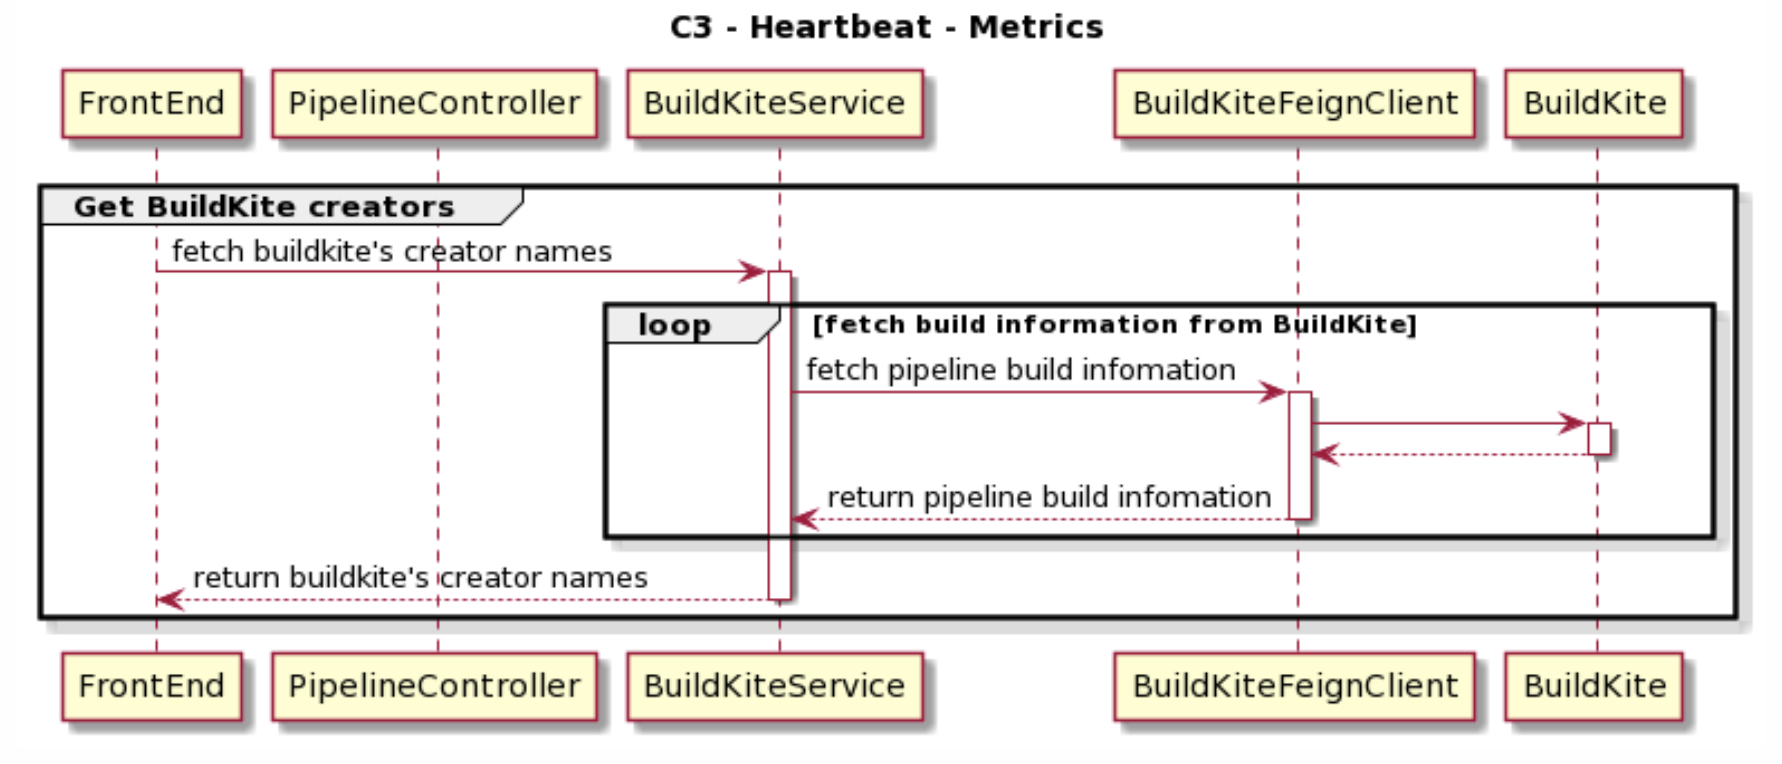 C3 - Heartbeat - Metrics
FrontEnd PipelineController BuildKiteService BuildKiteFeignClient BuildKite
Get BuildKite creators
fetch buildkite's creator names
loop [fetch build information from BuildKite]
fetch pipeline build infomation
return pipeline build infomation
return buildkite's creator names
FrontEnd PipelineController BuildKiteService BuildKiteFeignClient BuildKite